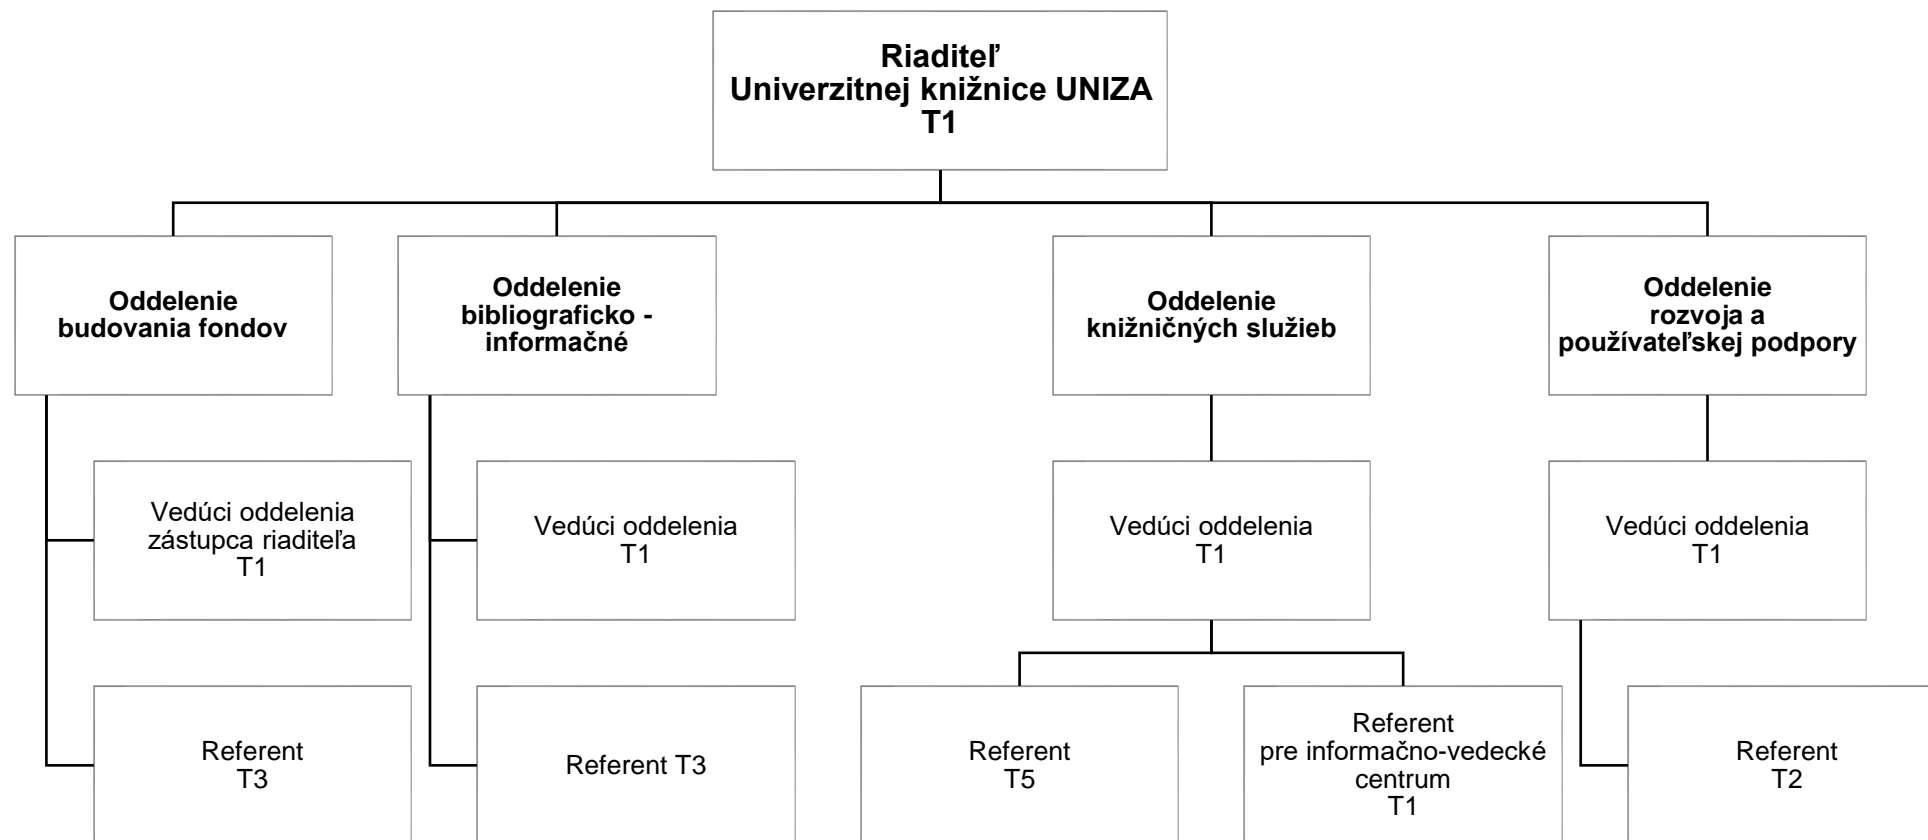 Riaditeľ
Univerzitnej knižnice UNIZA
T1
Oddelenie
budovania fondov
Oddelenie
bibliograficko -
informačné
Oddelenie
knižničných služieb
Oddelenie
rozvoja a
používateľskej podpory
Vedúci oddelenia
zástupca riaditeľa
T1
Vedúci oddelenia
T1
Vedúci oddelenia
T1
Vedúci oddelenia
T1
Referent
T3
Referent T3
Referent
T5
Referent
pre informačno-vedecké
centrum
T1
Referent
T2